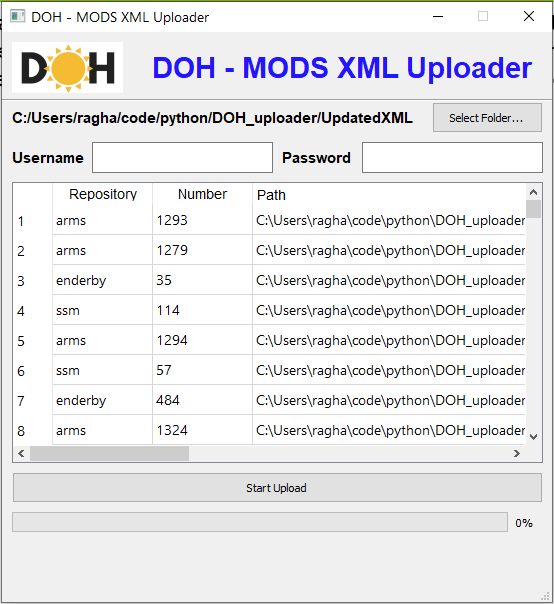 DOH - MODS XML Uploader
DOH DOH - MODS XML Uploader
C:/Users/ragha/code/python/DOH_uploader/UpdatedXML Select Folder...
Username Password
Repository Number Path
1 arms 1293 C:\Users\ragha\code\python\DOH_uploader
2 arms 1279 C:\Users\ragha\code\python\DOH_uploader
3 enderby 35 C:\Users\ragha\code\python\DOH_uploader
4 ssm 114 C:\Users\ragha\code\python\DOH_uploader
5 arms 1294 C:\Users\ragha\code\python\DOH_uploader
6 ssm 57 C:\Users\ragha\code\python\DOH_uploader
7 enderby 484 C:\Users\ragha\code\python\DOH_uploader
8 arms 1324 C:\Users\ragha\code\python\DOH_uploader
Start Upload
0%